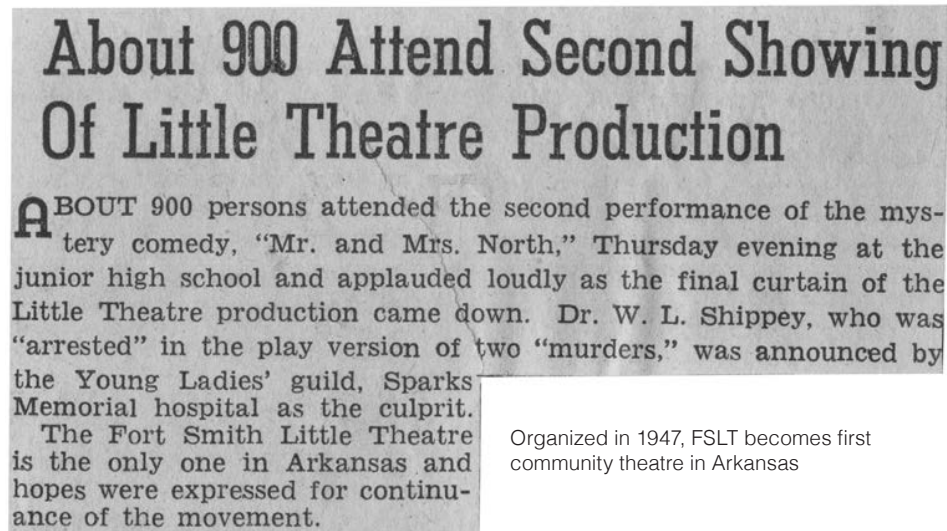 About 900 Attend Second Showing
Of Little Theatre Production
ABOUT 900 persons attended the second performance of the mys-
tery comedy, “Mr. and Mrs. North,” Thursday evening at the
junior high school and applauded loudly as the final curtain of the
Little Theatre production came down. Dr. W. L. Shippey, who was
“arrested” in the play version of two “murders,” was announced by
the Young Ladies’ guild, Sparks
Memorial hospital as the culprit.
The Fort Smith Little Theatre
is the only one in Arkansas and
hopes were expressed for continu-
ance of the movement.
Organized in 1947, FSLT becomes first
community theatre in Arkansas